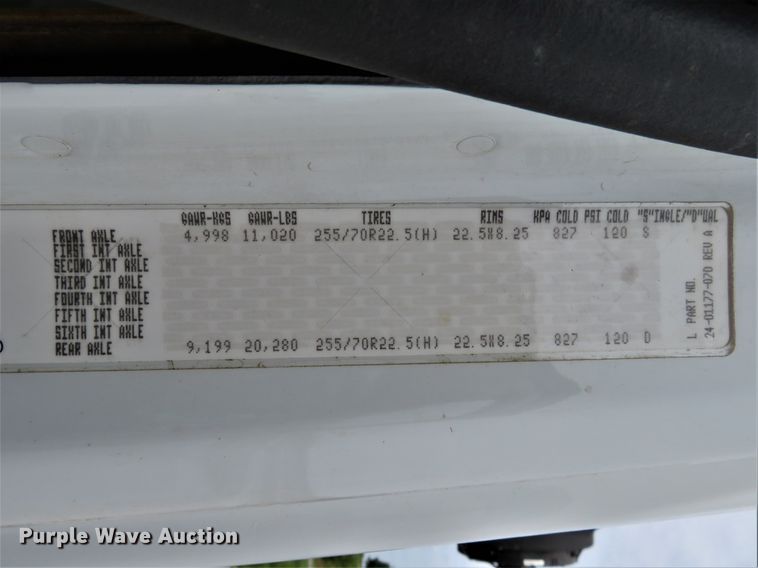 GAWR-KGS GAWR-LBS TIRES RIMS KPA COLD PSI COLD "S"INGLE/"D"UAL
FRONT AXLE 4,998 11,020 255/70R22.5(H) 22.5X8.25 827 120 S
FIRST INT AXLE
SECOND INT AXLE
THIRD INT AXLE
FOURTH INT AXLE
FIFTH INT AXLE
SIXTH INT AXLE
REAR AXLE 9,199 20,280 255/70R22.5(H) 22.5X8.25 827 120 D
L PART NO.
24-01177-070 REV A
Purple Wave Auction